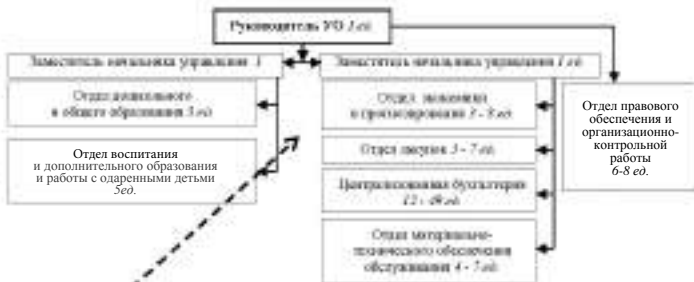 Руководитель УО 1 ед.
Заместитель начальника управления 1
Заместитель начальника управления 1 ед.
Отдел дошкольного
и общего образования 5 ед.
Отдел воспитания
и дополнительного образования
и работы с одаренными детьми
5ед.
Отдел экономики
и прогнозирования 3 - 8 ед.
Отдел закупок 3 - 7 ед.
Централизованная бухгалтерия
12 - 49 ед.
Отдел материально-
технического обеспечения
обслуживания 4 - 7 ед.
Отдел правового
обеспечения и
организационно-
контрольной
работы
6-8 ед.